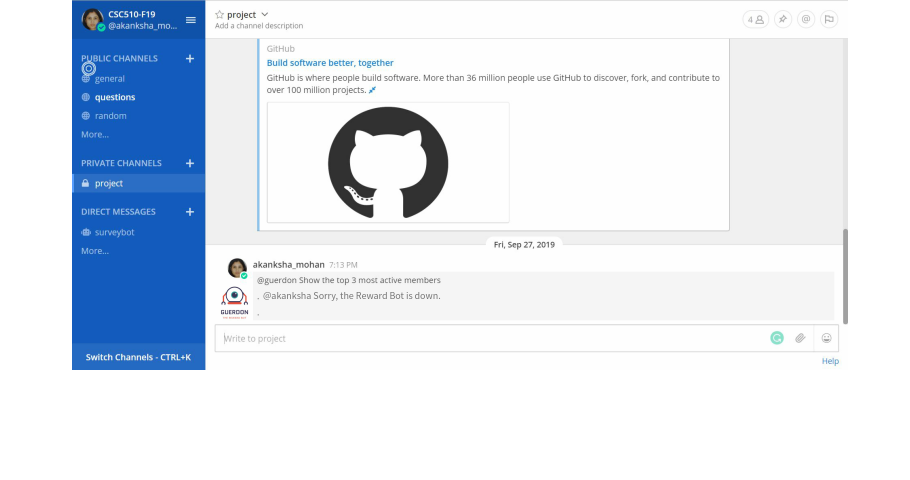 CSC510-F19
@akanksha_mo...
PUBLIC CHANNELS +
general
questions
random
More...
PRIVATE CHANNELS +
project
DIRECT MESSAGES +
surveybot
More...
Switch Channels - CTRL+K
project
Add a channel description
4
@
GitHub
Build software better, together
GitHub is where people build software. More than 36 million people use GitHub to discover, fork, and contribute to
over 100 million projects.
Fri, Sep 27, 2019
akanksha_mohan 7:13 PM
@guerdon Show the top 3 most active members
. @akanksha Sorry, the Reward Bot is down.
.
GUERDON
Write to project
Help